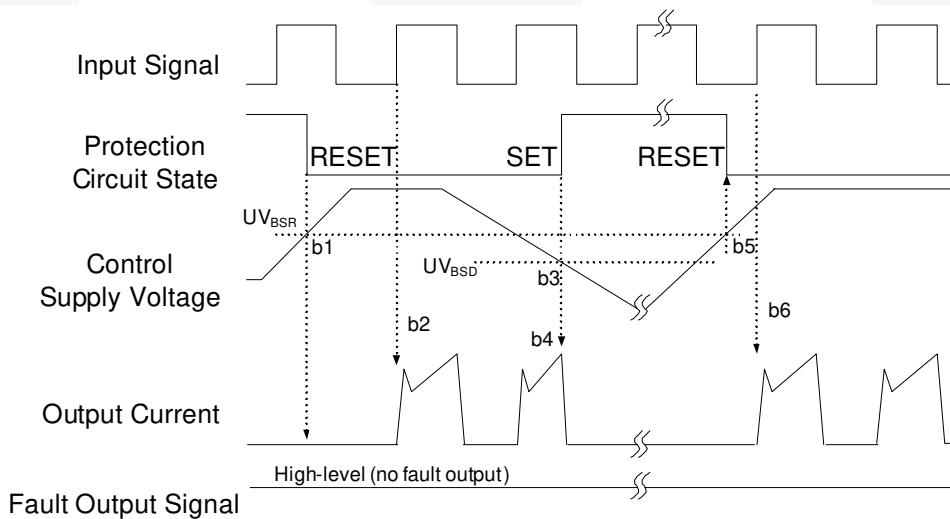 Input Signal
Protection
Circuit State
RESET
SET
RESET
UVBSR
b1
b5
Control
Supply Voltage
UVBSD
b3
b2
b4
b6
Output Current
High-level (no fault output)
Fault Output Signal